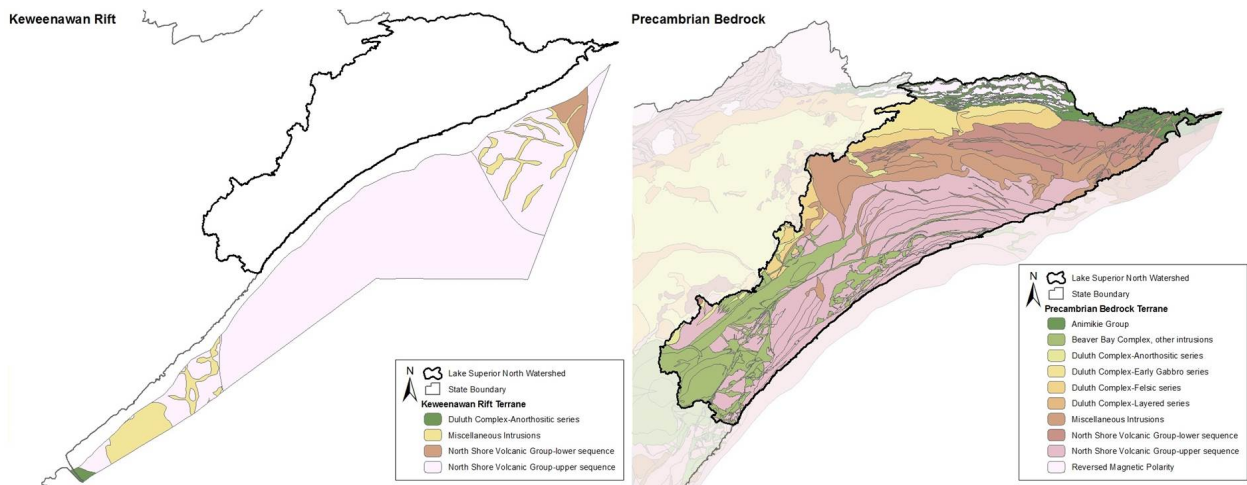 Keweenawan Rift
N
Lake Superior North Watershed
State Boundary
Keweenawan Rift Terrane
Duluth Complex-Anorthositic series
Miscellaneous Intrusions
North Shore Volcanic Group-lower sequence
North Shore Volcanic Group-upper sequence
Precambrian Bedrock
N
Lake Superior North Watershed
State Boundary
Precambrian Bedrock Terrane
Animikie Group
Beaver Bay Complex, other intrusions
Duluth Complex-Anorthositic series
Duluth Complex-Early Gabbro series
Duluth Complex-Felsic series
Duluth Complex-Layered series
Miscellaneous Intrusions
North Shore Volcanic Group-lower sequence
North Shore Volcanic Group-upper sequence
Reversed Magnetic Polarity